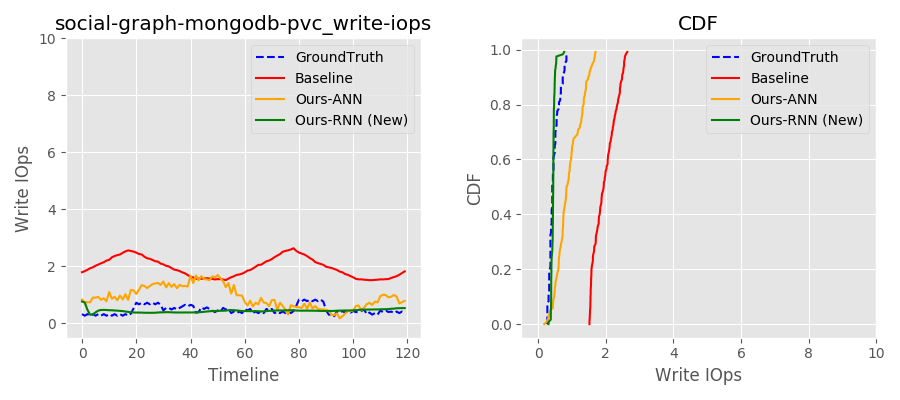 social-graph-mongodb-pvc_write-iops
Write IOps
10
8
6
4
2
0
0 20 40 60 80 100 120
Timeline
GroundTruth
Baseline
Ours-ANN
Ours-RNN (New)
CDF
CDF
1.0
0.8
0.6
0.4
0.2
0.0
0 2 4 6 8 10
Write IOps
GroundTruth
Baseline
Ours-ANN
Ours-RNN (New)